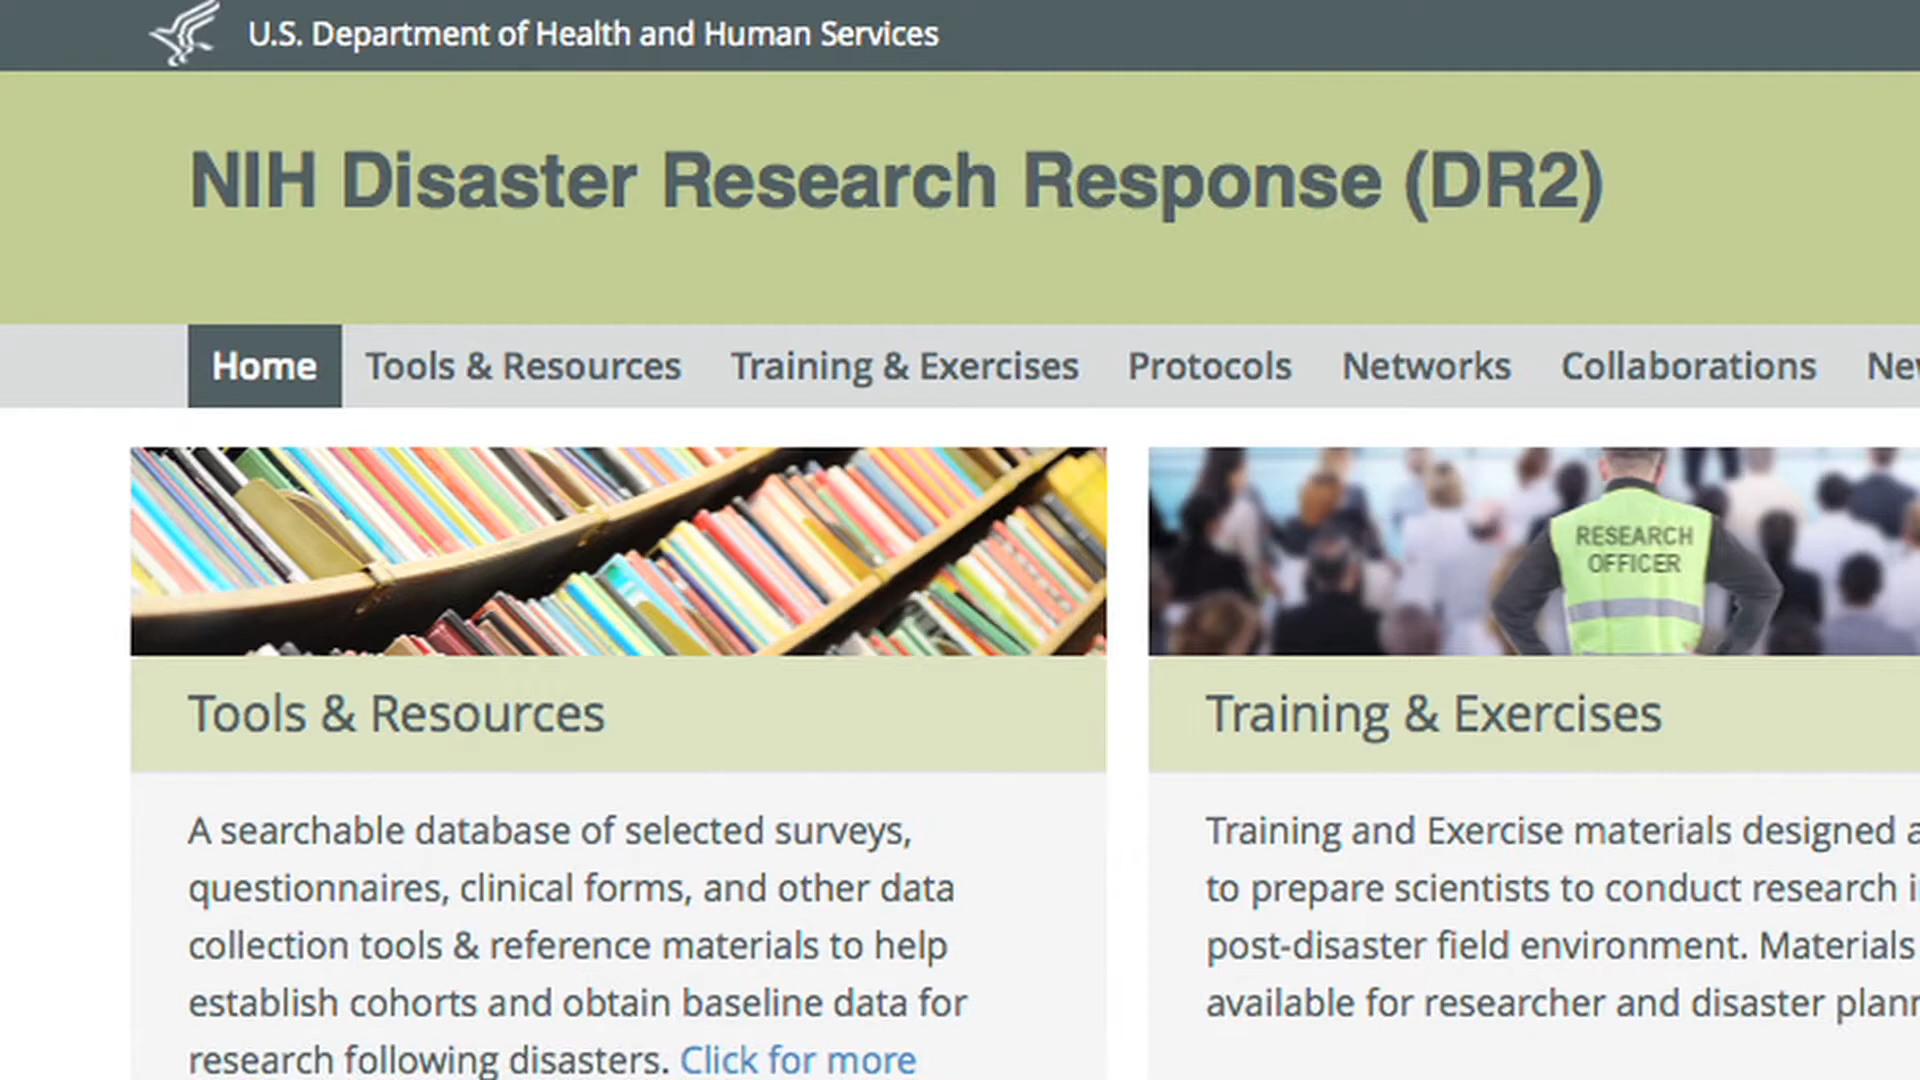 U.S. Department of Health and Human Services
NIH Disaster Research Response (DR2)
Home Tools & Resources Training & Exercises Protocols Networks Collaborations
RESEARCH
OFFICER
Tools & Resources
A searchable database of selected surveys,
questionnaires, clinical forms, and other data
collection tools & reference materials to help
establish cohorts and obtain baseline data for
research following disasters. Click for more
Training & Exercises
Training and Exercise materials designed
to prepare scientists to conduct research
post-disaster field environment. Materials
available for researcher and disaster